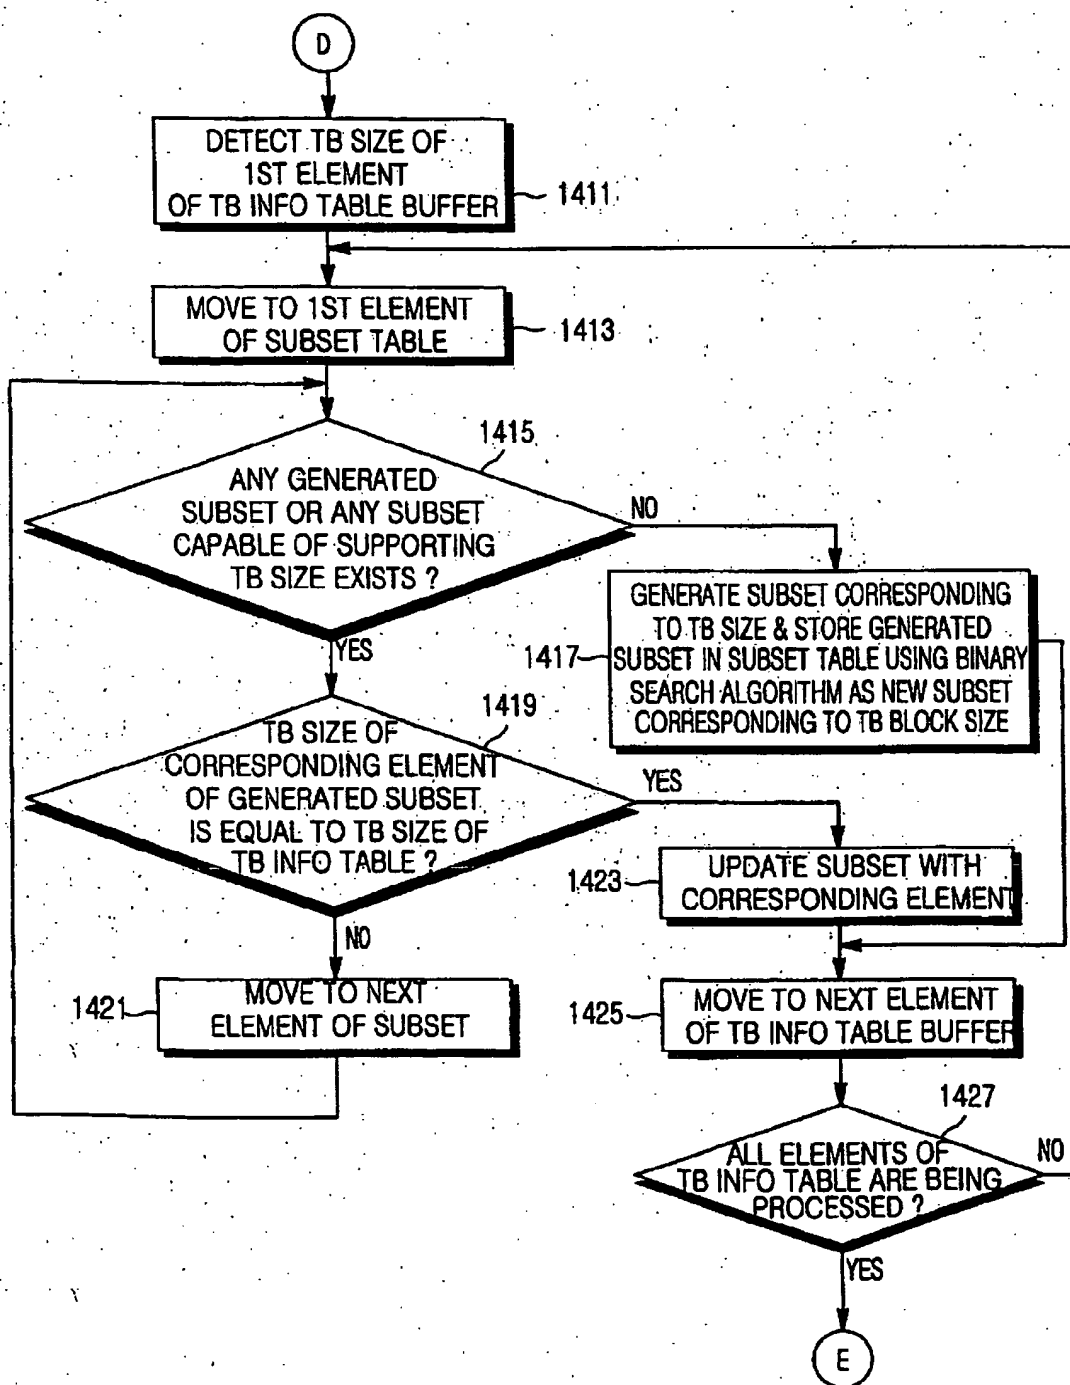 D
DETECT TB SIZE OF
1ST ELEMENT
OF TB INFO TABLE BUFFER
1411
MOVE TO 1ST ELEMENT
OF SUBSET TABLE
1413
1415
ANY GENERATED
SUBSET OR ANY SUBSET
CAPABLE OF SUPPORTING
TB SIZE EXISTS ?
NO
YES
GENERATE SUBSET CORRESPONDING
TO TB SIZE & STORE GENERATED
SUBSET IN SUBSET TABLE USING BINARY
SEARCH ALGORITHM AS NEW SUBSET
CORRESPONDING TO TB BLOCK SIZE
1417
1419
TB SIZE OF
CORRESPONDING ELEMENT
OF GENERATED SUBSET
IS EQUAL TO TB SIZE OF
TB INFO TABLE ?
YES
NO
1423
UPDATE SUBSET WITH
CORRESPONDING ELEMENT
1421
MOVE TO NEXT
ELEMENT OF SUBSET
1425
MOVE TO NEXT ELEMENT
OF TB INFO TABLE BUFFER
1427
ALL ELEMENTS OF
TB INFO TABLE ARE BEING
PROCESSED ?
NO
YES
E